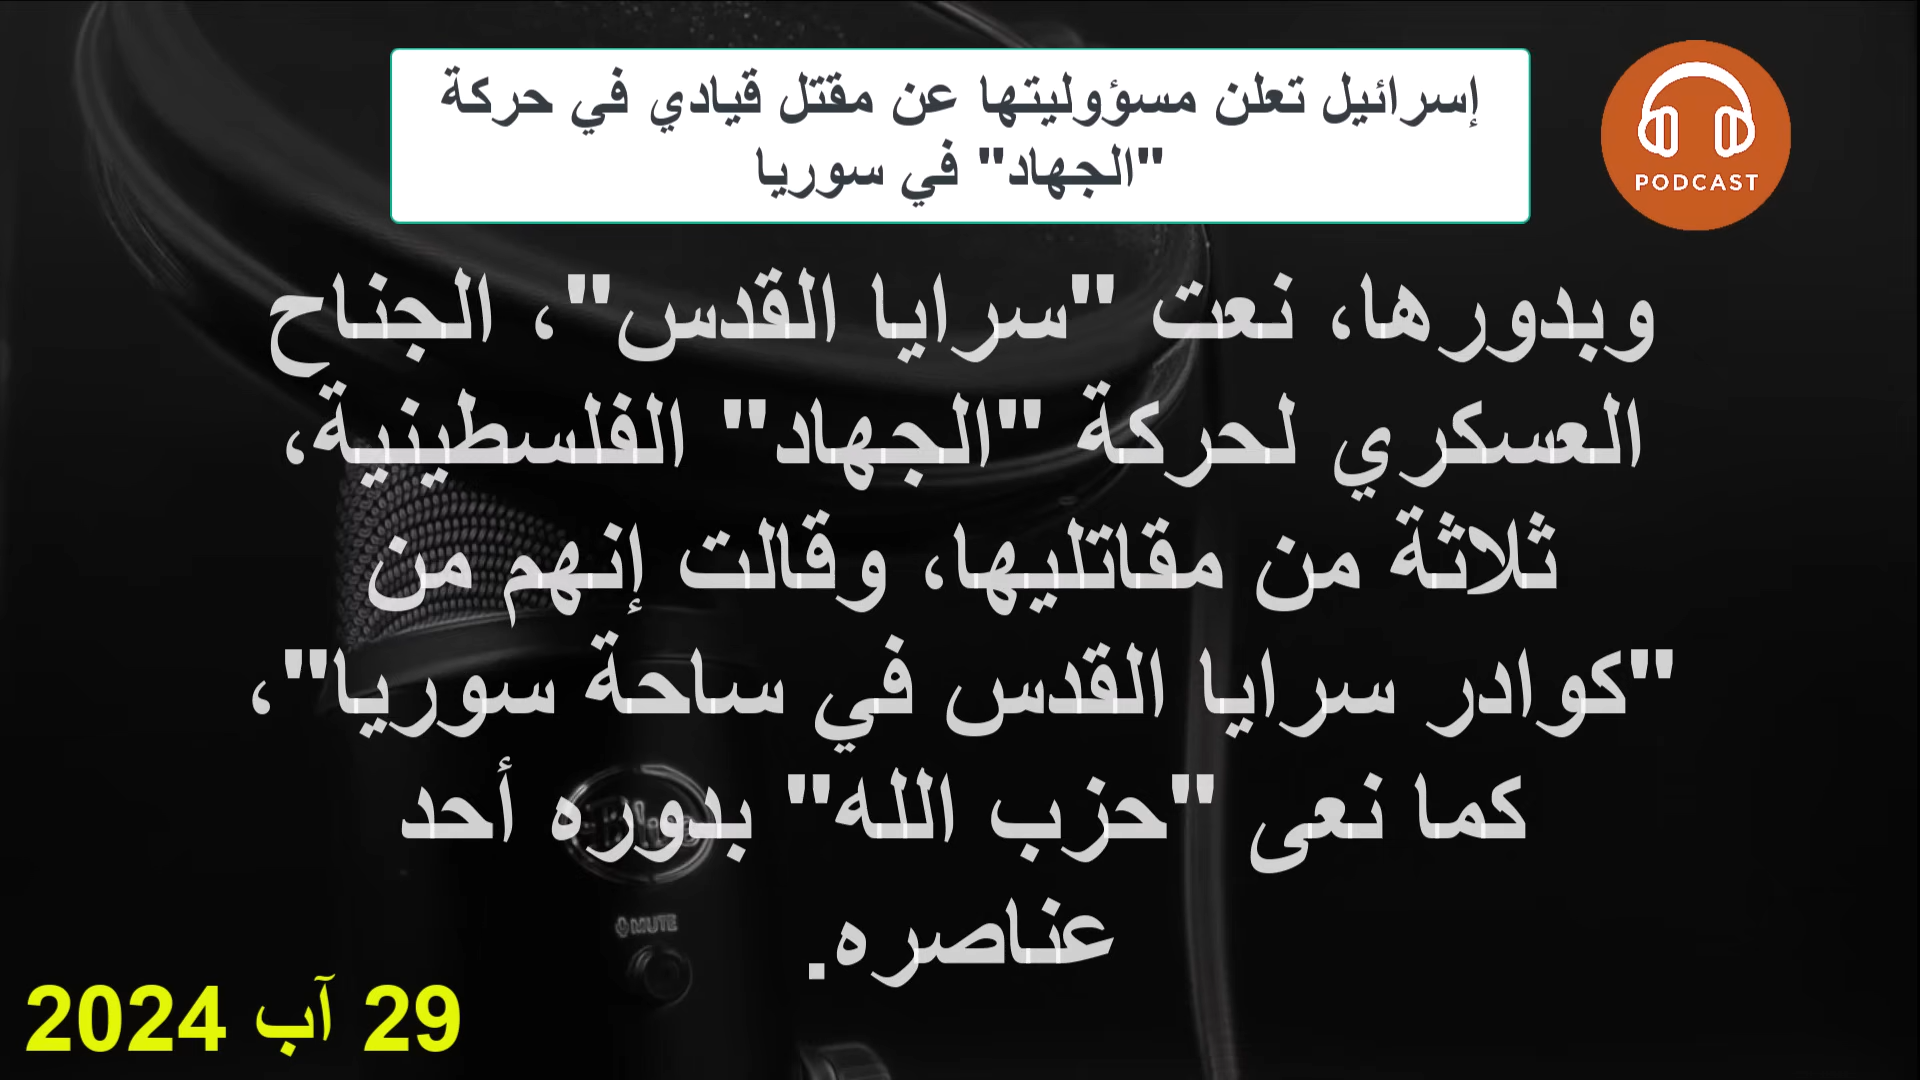 إسرائيل تعلن مسؤوليتها عن مقتل قيادي في حركة
"الجهاد" في سوريا
PODCAST
وبدورها، نعت "سرايا القدس"، الجناح
العسكري لحركة "الجهاد" الفلسطينية،
ثلاثة من مقاتليها، وقالت إنهم من
"كوادر سرايا القدس في ساحة سوريا"،
كما نعى "حزب الله" بدوره أحد
عناصره.
MUTE
29 آب 2024